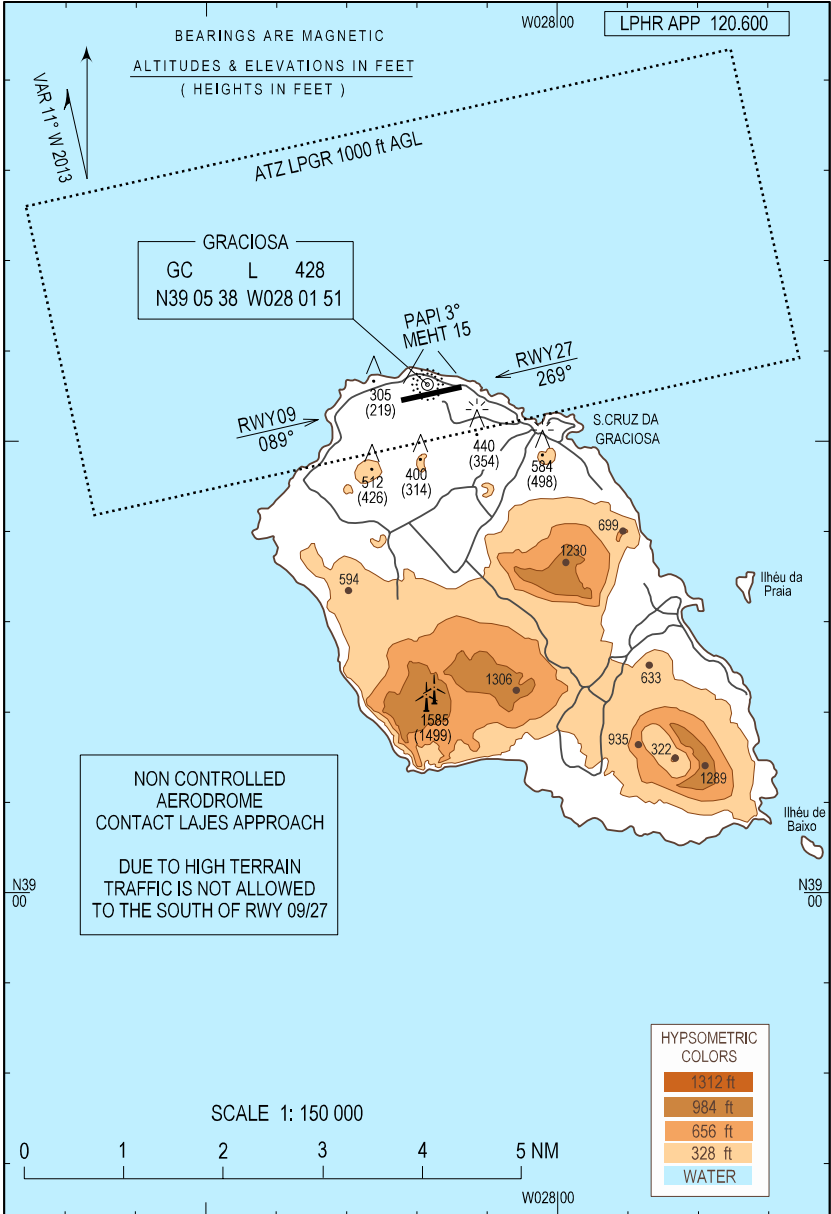 BEARINGS ARE MAGNETIC
ALTITUDES & ELEVATIONS IN FEET
( HEIGHTS IN FEET )
W028 00
LPHR APP 120.600
VAR 11° W 2013
ATZ LPGR 1000 ft AGL
GRACIOSA
GC L 428
N39 05 38 W028 01 51
PAPI 3°
MEHT 15
RWY27
269°
305
(219)
RWY09
089°
S.CRUZ DA
GRACIOSA
440
(354)
584
(498)
400
(314)
512
(426)
699
1230
594
Ilhéu da
Praia
633
1306
1585
(1499)
935
322
1289
Ilhéu de
Baixo
NON CONTROLLED
AERODROME
CONTACT LAJES APPROACH
DUE TO HIGH TERRAIN
TRAFFIC IS NOT ALLOWED
TO THE SOUTH OF RWY 09/27
N39
00
N39
00
HYPSOMETRIC
COLORS
1312 ft
984 ft
656 ft
328 ft
WATER
SCALE 1: 150 000
0 1 2 3 4 5 NM
W028 00